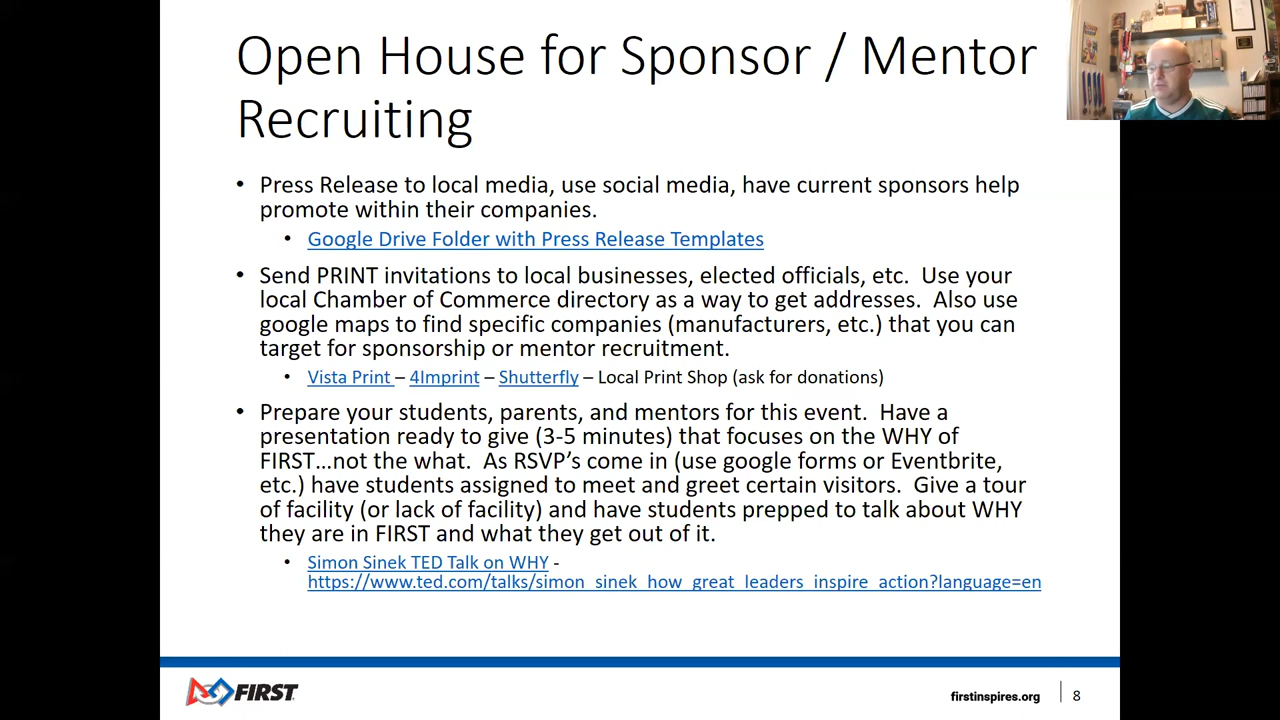 Open House for Sponsor / Mentor
Recruiting
• Press Release to local media, use social media, have current sponsors help
promote within their companies.
• Google Drive Folder with Press Release Templates
• Send PRINT invitations to local businesses, elected officials, etc.  Use your
local Chamber of Commerce directory as a way to get addresses.  Also use
google maps to find specific companies (manufacturers, etc.) that you can
target for sponsorship or mentor recruitment.
• Vista Print – 4Imprint – Shutterfly – Local Print Shop (ask for donations)
• Prepare your students, parents, and mentors for this event.  Have a
presentation ready to give (3-5 minutes) that focuses on the WHY of
FIRST…not the what.  As RSVP’s come in (use google forms or Eventbrite,
etc.) have students assigned to meet and greet certain visitors.  Give a tour
of facility (or lack of facility) and have students prepped to talk about WHY
they are in FIRST and what they get out of it.
• Simon Sinek TED Talk on WHY -
https://www.ted.com/talks/simon_sinek_how_great_leaders_inspire_action?language=en
FIRST
firstinspires.org | 8